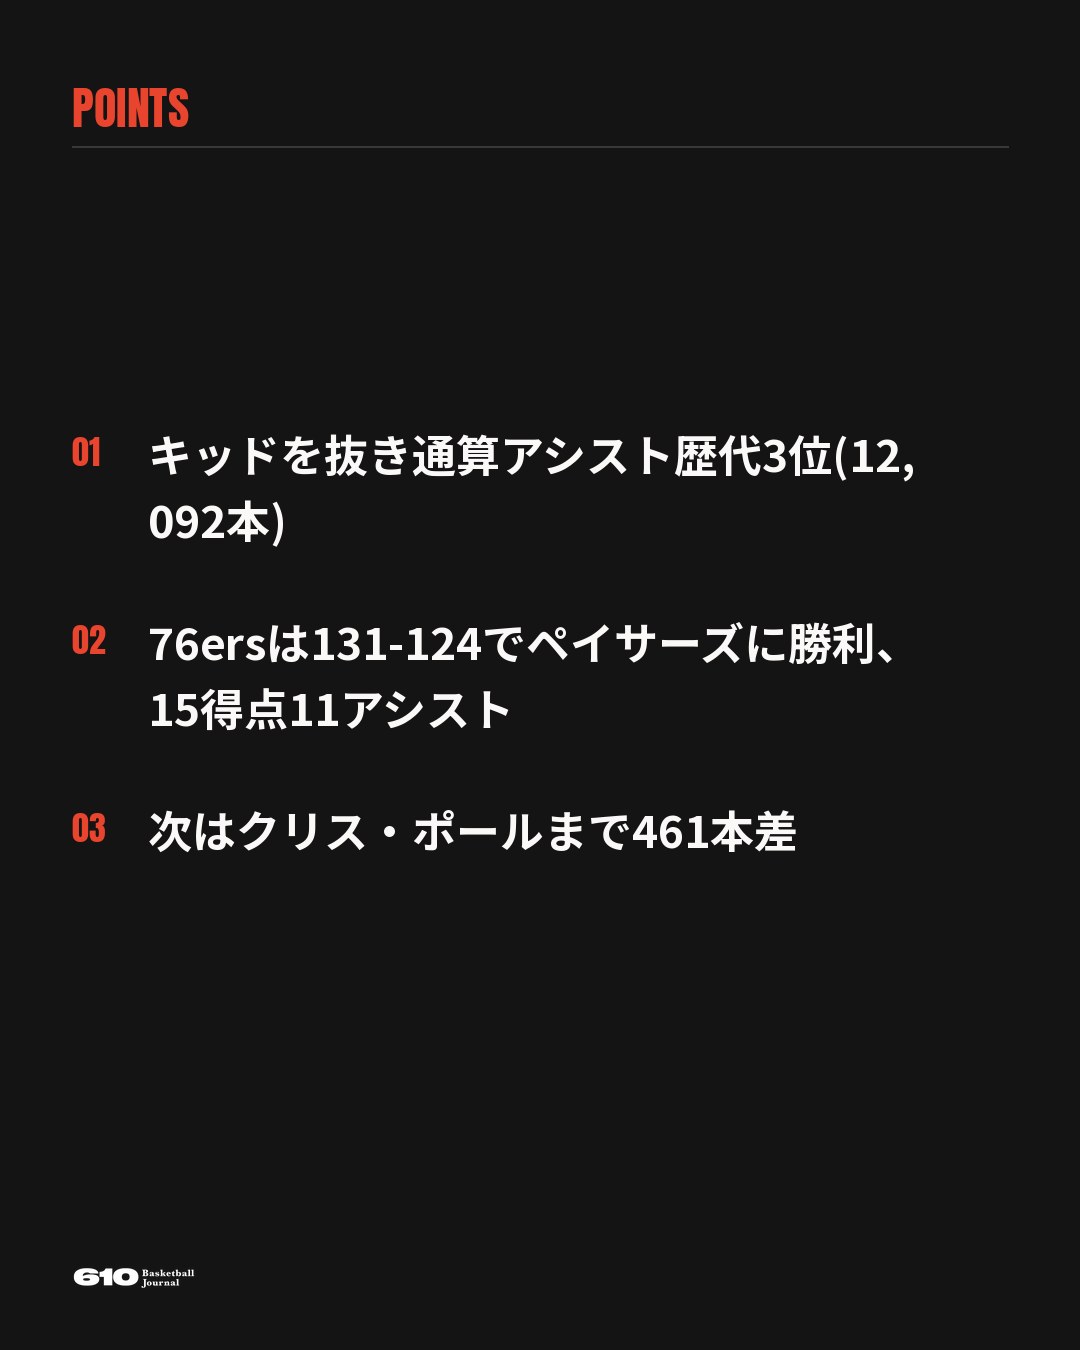 POINTS
01 キッドを抜き通算アシスト歴代3位(12,
092本)
02 76ersは131-124でペイサーズに勝利、
15得点11アシスト
03 次はクリス・ポールまで461本差
610 Basketball
Journal